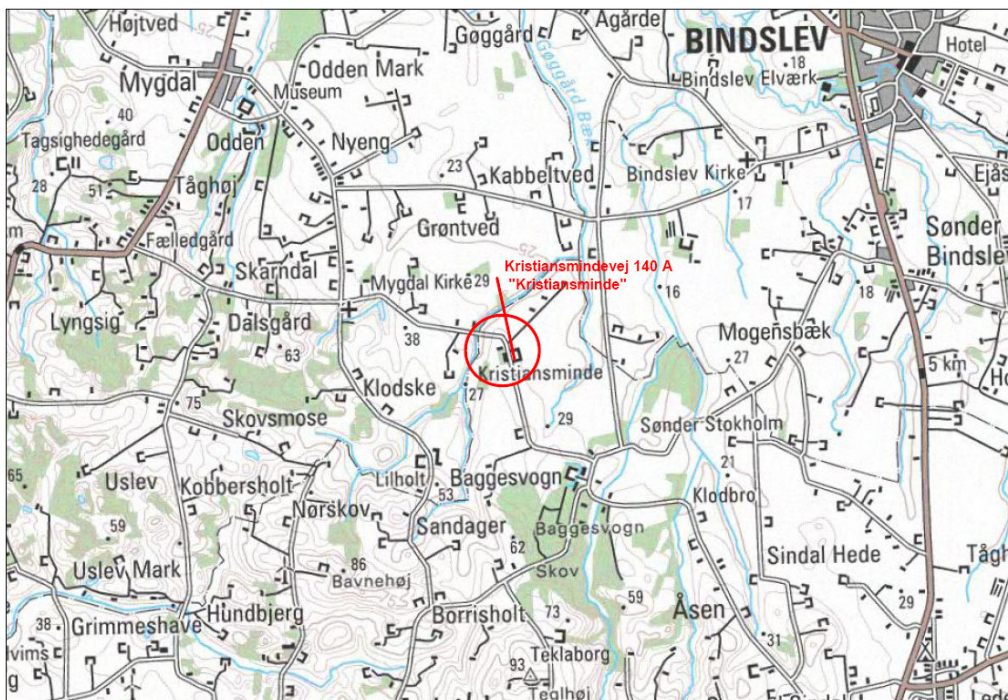 Højtved
Gøggård
Agårde
BINDSLEV
Hotel
Mygdal
Odden Mark
Museum
Gøggård Bæk
18
Bindslev Elværk
40
Tagsighedegård
Odden
Nyeng
28
51
Tåghøj
23
Kabbeltved
Bindslev Kirke
17
Ejås
Fælledgård
Grøntved
25
Sønder
Bindslev
Skarndal
Kristiansmindevej 140 A
"Kristiansminde"
Mygdal Kirke
29
16
18
Lyngsig
Dalsgård
63
38
Mogensbæk
27
5 km
Kristiansminde
Klodske
27
75
Skovsmose
29
Sønder Stokholm
65
Uslev
Kobbersholt
Lilholt
53
Baggesvogn
21
Klodbro
Nørskov
59
Sandager
62
Baggesvogn
Skov
Sindal Hede
Tågh
Uslev Mark
86
Bavnehøj
59
29
Hundbjerg
Borrisholt
73
Åsen
38
Grimmeshave
31
Teklaborg
93
Teglhøj